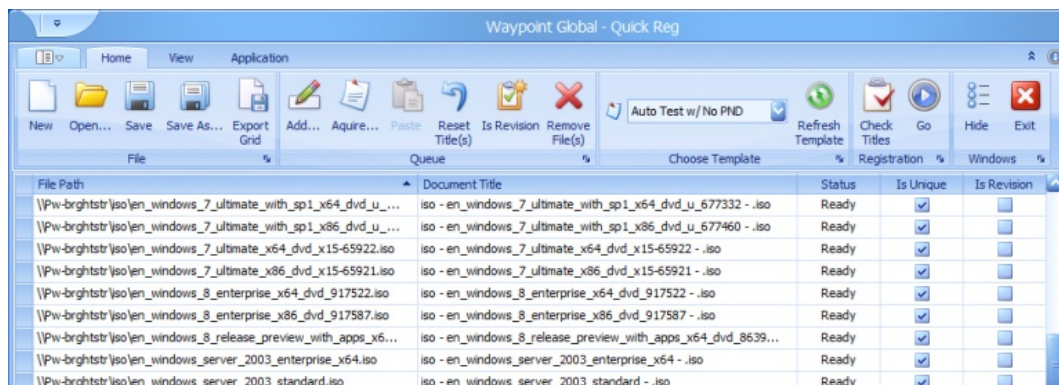 Waypoint Global - Quick Reg
Home View Application
New Open... Save Save As... Export Grid Add... Aquire... Paste Reset Title(s) Is Revision Remove File(s) Auto Test w/ No PND Refresh Template Check Titles Go Hide Exit
File Queue Choose Template Registration Windows
File Path Document Title Status Is Unique Is Revision
\\Pw-brghtstr\iso\en_windows_7_ultimate_with_sp1_x64_dvd_u_... iso - en_windows_7_ultimate_with_sp1_x64_dvd_u_677332 - .iso Ready
\\Pw-brghtstr\iso\en_windows_7_ultimate_with_sp1_x86_dvd_u_... iso - en_windows_7_ultimate_with_sp1_x86_dvd_u_677460 - .iso Ready
\\Pw-brghtstr\iso\en_windows_7_ultimate_x64_dvd_x15-65922.iso iso - en_windows_7_ultimate_x64_dvd_x15-65922 - .iso Ready
\\Pw-brghtstr\iso\en_windows_7_ultimate_x86_dvd_x15-65921.iso iso - en_windows_7_ultimate_x86_dvd_x15-65921 - .iso Ready
\\Pw-brghtstr\iso\en_windows_8_enterprise_x64_dvd_917522.iso iso - en_windows_8_enterprise_x64_dvd_917522 - .iso Ready
\\Pw-brghtstr\iso\en_windows_8_enterprise_x86_dvd_917587.iso iso - en_windows_8_enterprise_x86_dvd_917587 - .iso Ready
\\Pw-brghtstr\iso\en_windows_8_release_preview_with_apps_x6... iso - en_windows_8_release_preview_with_apps_x64_dvd_8639... Ready
\\Pw-brghtstr\iso\en_windows_server_2003_enterprise_x64.iso iso - en_windows_server_2003_enterprise_x64 - .iso Ready
\\Pw-brghtstr\iso\en_windows_server_2003_standard.iso iso - en_windows_server_2003_standard - .iso Ready